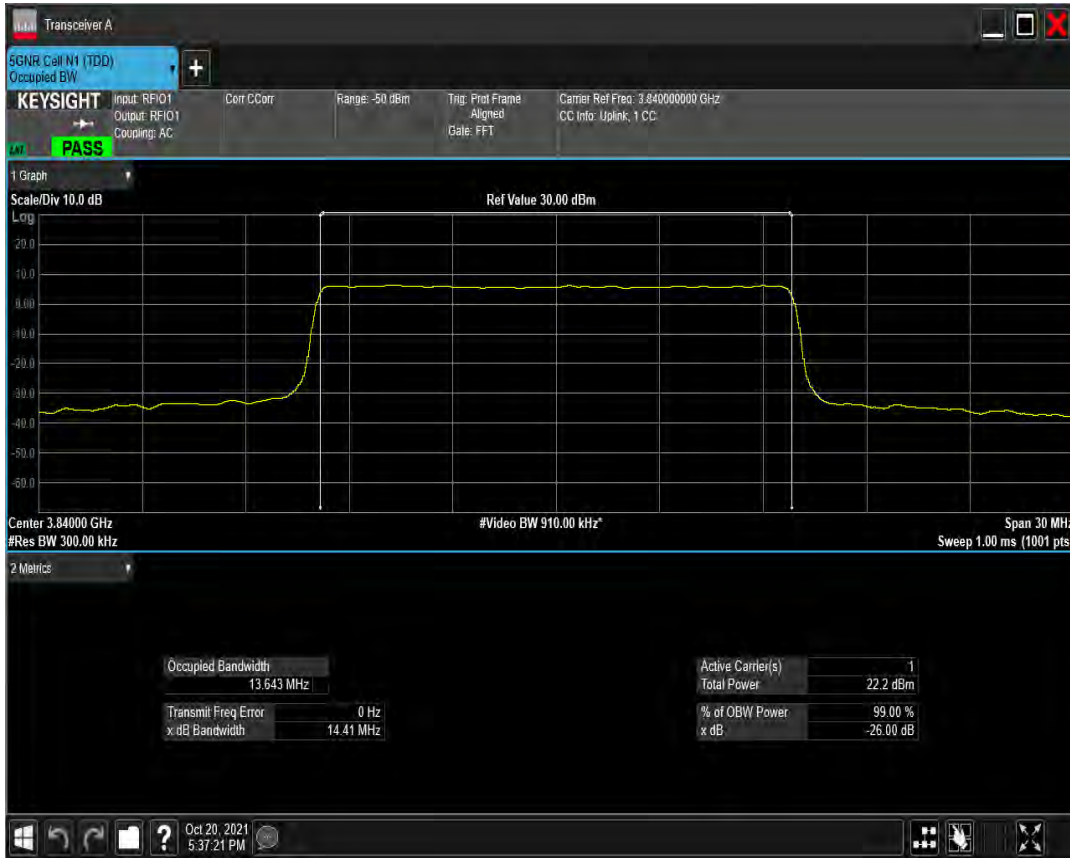 Transceiver A
5GNR Cell N1 (TDD)
Occupied BW
+
KEYSIGHT
Input: RFIO1
Output: RFIO1
Coupling: AC
Corr CCorr
Range: -50 dBm
Trig: Prot Frame
Aligned
Gate: FFT
Carrier Ref Freq: 3.840000000 GHz
CC Info: Uplink, 1 CC
PASS
1 Graph
Scale/Div 10.0 dB
Ref Value 30.00 dBm
Log
20.0
10.0
0.00
-10.0
-20.0
-30.0
-40.0
-50.0
-60.0
Center 3.84000 GHz
#Video BW 910.00 kHz*
Span 30 MHz
#Res BW 300.00 kHz
Sweep 1.00 ms (1001 pts
2 Metrics
Occupied Bandwidth
13.643 MHz
Transmit Freq Error 0 Hz
x dB Bandwidth 14.41 MHz
Active Carrier(s) 1
Total Power 22.2 dBm
% of OBW Power 99.00 %
x dB -26.00 dB
?
Oct 20, 2021
5:37:21 PM